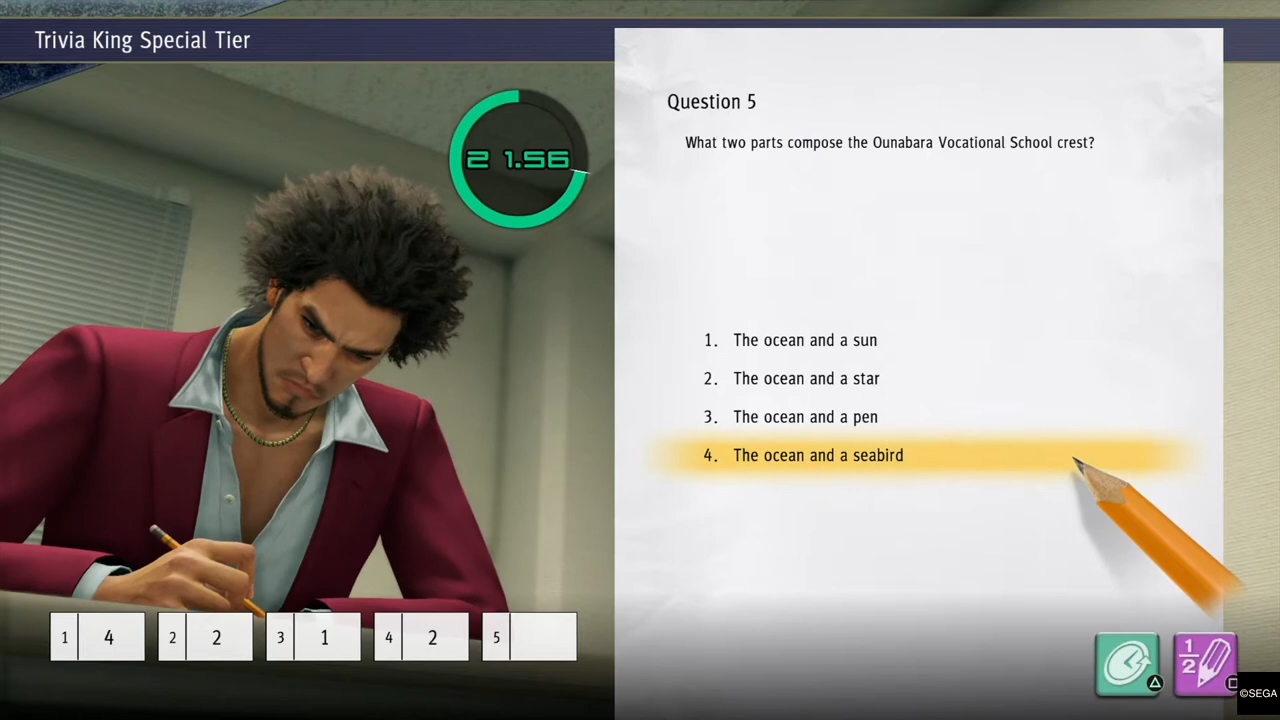 Trivia King Special Tier
2 1.56
Question 5
What two parts compose the Ounabara Vocational School crest?
1. The ocean and a sun
2. The ocean and a star
3. The ocean and a pen
4. The ocean and a seabird
1 4 2 2 3 1 4 2 5
1/2
©SEGA